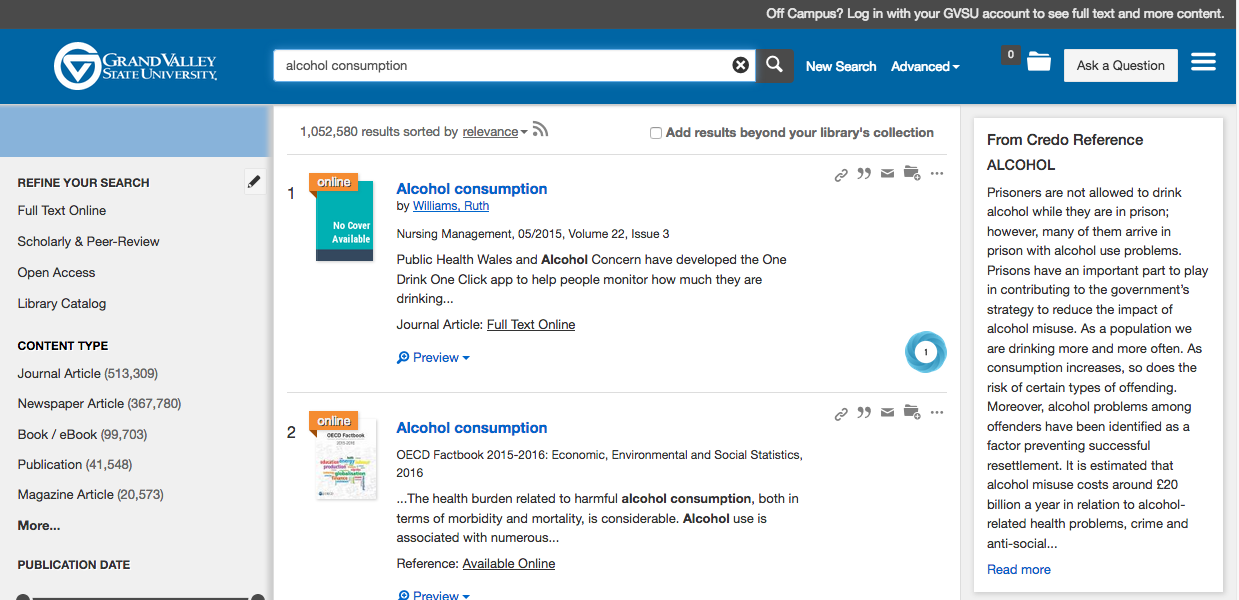 Off Campus? Log in with your GVSU account to see full text and more content.
GRANDVALLEY
STATE UNIVERSITY
alcohol consumption
New Search
Advanced
0
Ask a Question
REFINE YOUR SEARCH
Full Text Online
Scholarly & Peer-Review
Open Access
Library Catalog
CONTENT TYPE
Journal Article (513,309)
Newspaper Article (367,780)
Book / eBook (99,703)
Publication (41,548)
Magazine Article (20,573)
More...
PUBLICATION DATE
1,052,580 results sorted by relevance
Add results beyond your library's collection
1
online
No Cover
Available
Alcohol consumption
by Williams, Ruth
Nursing Management, 05/2015, Volume 22, Issue 3
Public Health Wales and Alcohol Concern have developed the One
Drink One Click app to help people monitor how much they are
drinking...
Journal Article: Full Text Online
Preview
1
2
online
OECD Factbook
2015-2016
Alcohol consumption
OECD Factbook 2015-2016: Economic, Environmental and Social Statistics,
2016
...The health burden related to harmful alcohol consumption, both in
terms of morbidity and mortality, is considerable. Alcohol use is
associated with numerous...
Reference: Available Online
Preview
From Credo Reference
ALCOHOL
Prisoners are not allowed to drink
alcohol while they are in prison;
however, many of them arrive in
prison with alcohol use problems.
Prisons have an important part to play
in contributing to the government's
strategy to reduce the impact of
alcohol misuse. As a population we
are drinking more and more often. As
consumption increases, so does the
risk of certain types of offending.
Moreover, alcohol problems among
offenders have been identified as a
factor preventing successful
resettlement. It is estimated that
alcohol misuse costs around £20
billion a year in relation to alcohol-
related health problems, crime and
anti-social...
Read more